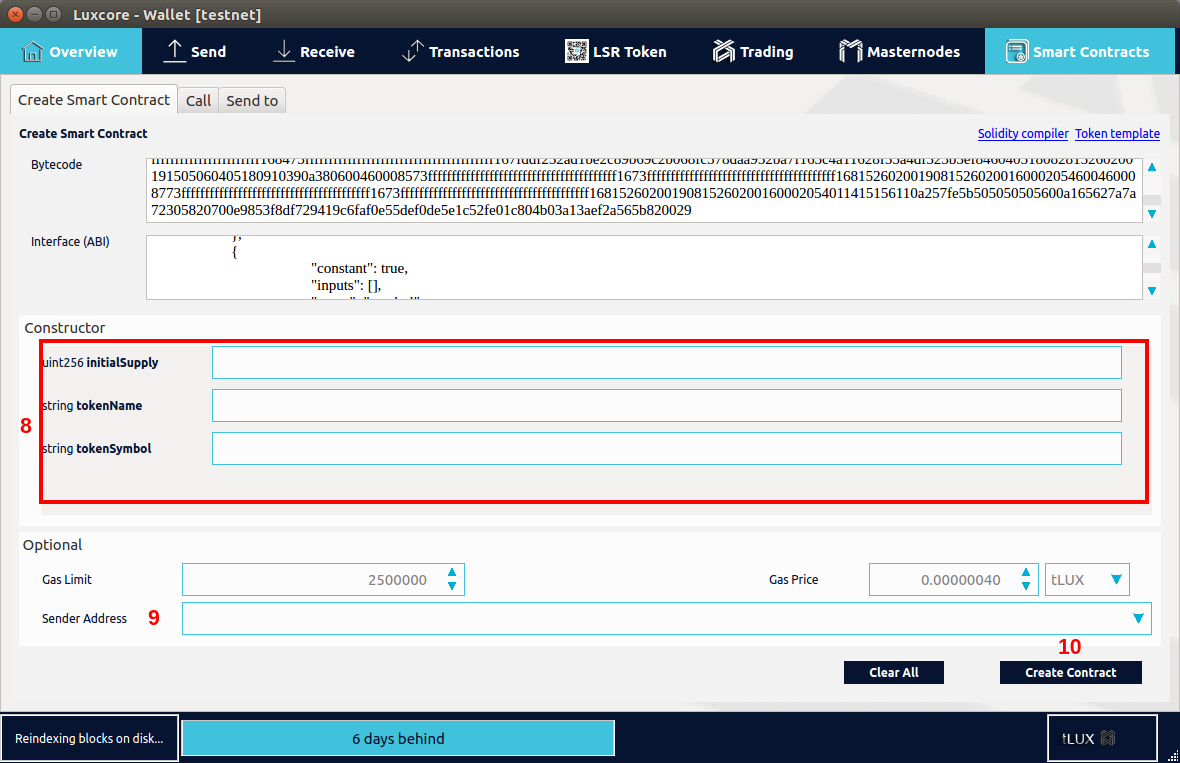 Luxcore - Wallet [testnet]
Overview Send Receive Transactions LSR Token Trading Masternodes Smart Contracts
Create Smart Contract Call Send to
Create Smart Contract Solidity compiler Token template
Bytecode
191505060405180910390a380600460008573ffffffffffffffffffffffffffffffffffffffff1673ffffffffffffffffffffffffffffffffffffffff1681526020019081526020016000205460046000
8773ffffffffffffffffffffffffffffffffffffffff1673ffffffffffffffffffffffffffffffffffffffff16815260200190815260200160002054011415156110a257fe5b505050505600a165627a7a
72305820700e9853f8df729419c6faf0e55def0de5e1c52fe01c804b03a13aef2a565b820029
Interface (ABI)
},
{
"constant": true,
"inputs": [],
Constructor
uint256 initialSupply
string tokenName
8
string tokenSymbol
Optional
Gas Limit 2500000 Gas Price 0.00000040 tLUX
Sender Address 9
10
Clear All Create Contract
Reindexing blocks on disk... 6 days behind tLUX